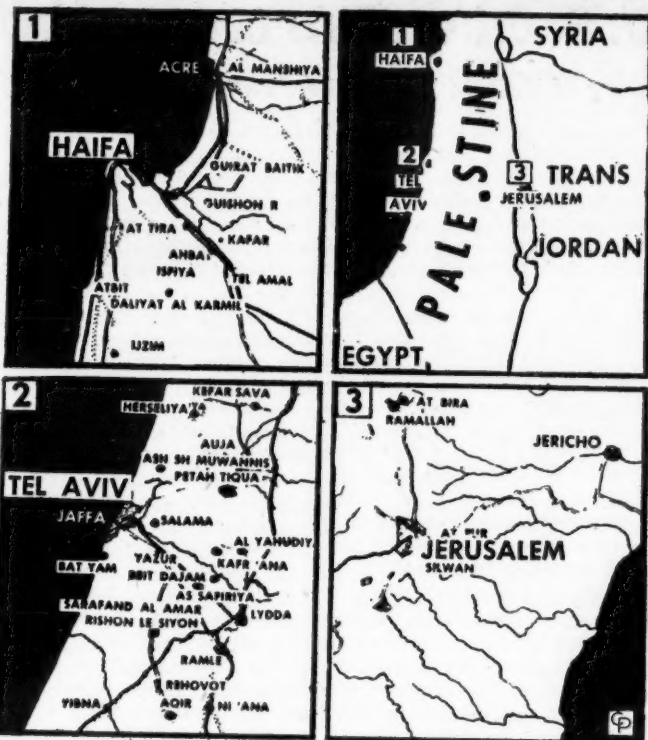 1
ACRE
AL MANSHIYA
HAIFA
GUIRAT BAITIK
GUISHON R
AT TIRA
KAFAR
AHBA
ISFIYA
TEL AMAL
ATBIT
DALIYAT AL KARMIL
IJZIM
1
HAIFA
SYRIA
PALE STINE
2
TEL
AVIV
3
TRANS
JERUSALEM
JORDAN
EGYPT
2
KEFAR SAVA
HERSELIYA
AUJA
ASH SH MUWANNIS
PETAH TIQUA
TEL AVIV
JAFFA
SALAMA
AL YAHUDIY
YAZUR
KAFR 'ANA
BAT YAM
BEIT DAJAM
AS SAFIRIYA
SARAFAND AL AMAR
LYDDA
RISHON LE SIYON
RAMLE
REHOVOT
YIBNA
AQIR
NI 'ANA
3
AT BIRA
RAMALLAH
JERICHO
JERUSALEM
SILWAN
CP